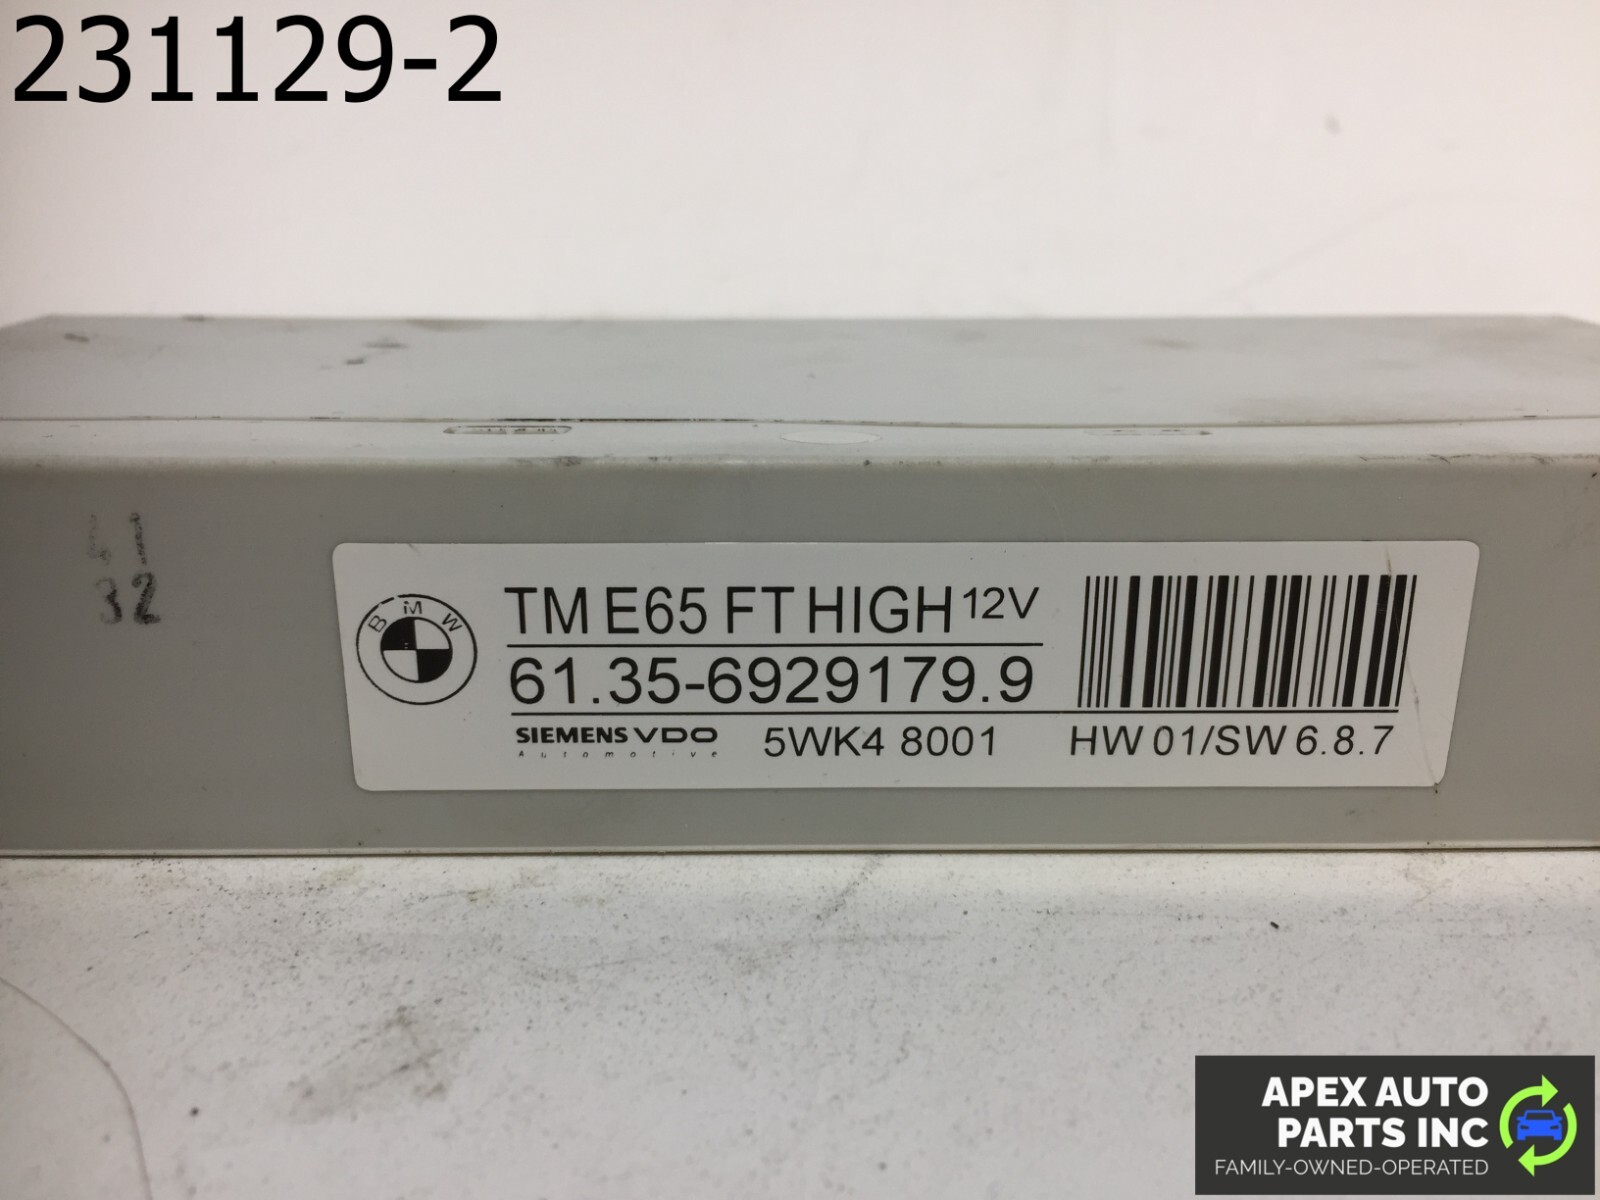 231129-2
32
BMW
TM E65 FT HIGH 12V
61.35-6929179.9
SIEMENS VDO 5WK4 8001 HW 01/SW 6.8.7
Automotive
APEX AUTO
PARTS INC
FAMILY-OWNED-OPERATED